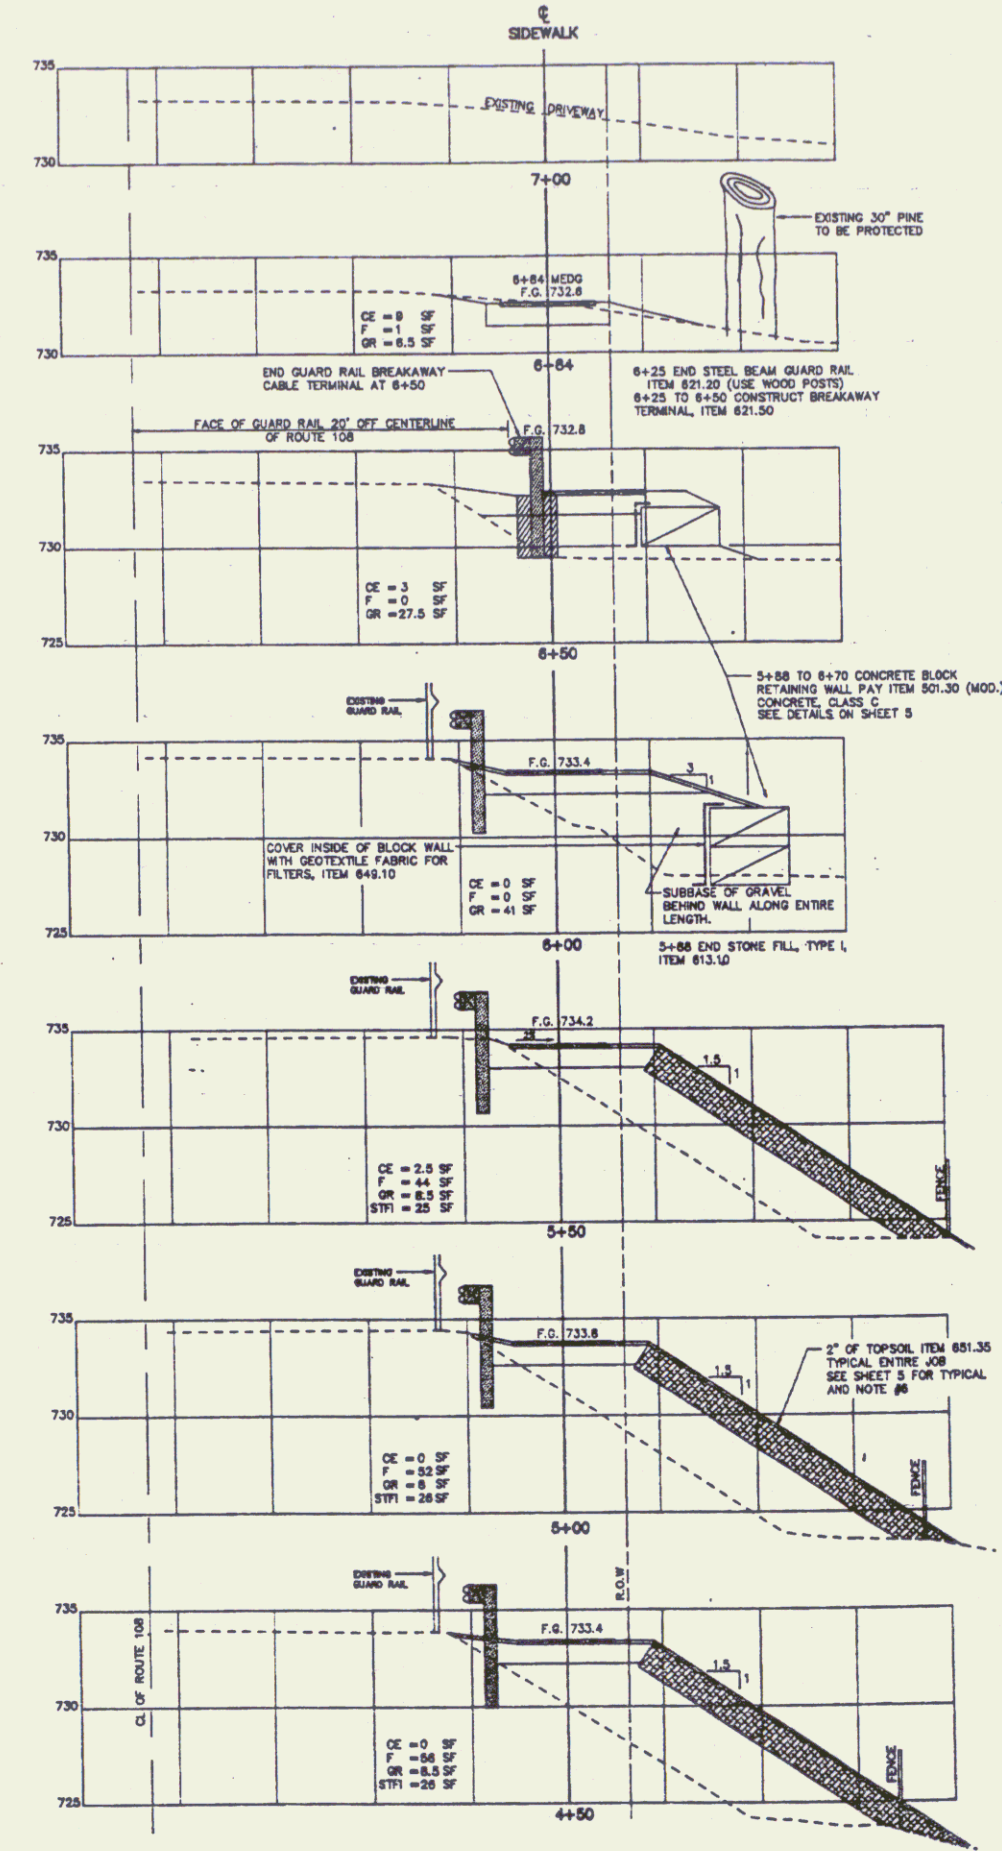 ℄
SIDEWALK
735
EXISTING DRIVEWAY
730
7+00
EXISTING 30" PINE
TO BE PROTECTED
735
6+64 MEDG
F.G. 732.6
CE = 9 SF
F = 1 SF
GR = 6.5 SF
730
6+64
END GUARD RAIL BREAKAWAY
CABLE TERMINAL AT 6+50
6+25 END STEEL BEAM GUARD RAIL
ITEM 621.20 (USE WOOD POSTS)
6+25 TO 6+50 CONSTRUCT BREAKAWAY
TERMINAL, ITEM 621.50
FACE OF GUARD RAIL 20' OFF CENTERLINE
OF ROUTE 108
F.G. 732.8
735
730
CE = 3 SF
F = 0 SF
GR = 27.5 SF
725
6+50
5+88 TO 6+70 CONCRETE BLOCK
RETAINING WALL PAY ITEM 501.30 (MOD.)
CONCRETE, CLASS C
SEE DETAILS ON SHEET 5
EXISTING
GUARD RAIL
735
F.G. 733.4
3
1
730
COVER INSIDE OF BLOCK WALL
WITH GEOTEXTILE FABRIC FOR
FILTERS, ITEM 649.10
CE = 0 SF
F = 0 SF
GR = 41 SF
SUBBASE OF GRAVEL
BEHIND WALL ALONG ENTIRE
LENGTH.
725
6+00
5+88 END STONE FILL, TYPE I,
ITEM 613.10
EXISTING
GUARD RAIL
735
F.G. 734.2
1.5
1
730
CE = 2.5 SF
F = 44 SF
GR = 8.5 SF
STFI = 25 SF
FENCE
725
5+50
EXISTING
GUARD RAIL
735
F.G. 733.8
1.5
1
2" OF TOPSOIL ITEM 651.35
TYPICAL ENTIRE JOB
SEE SHEET 5 FOR TYPICAL
AND NOTE #6
730
CE = 0 SF
F = 52 SF
GR = 8 SF
STFI = 26 SF
FENCE
725
5+00
EXISTING
GUARD RAIL
R.O.W
735
F.G. 733.4
1.5
1
CL OF ROUTE 108
730
CE = 0 SF
F = 56 SF
GR = 8.5 SF
STFI = 26 SF
FENCE
725
4+50